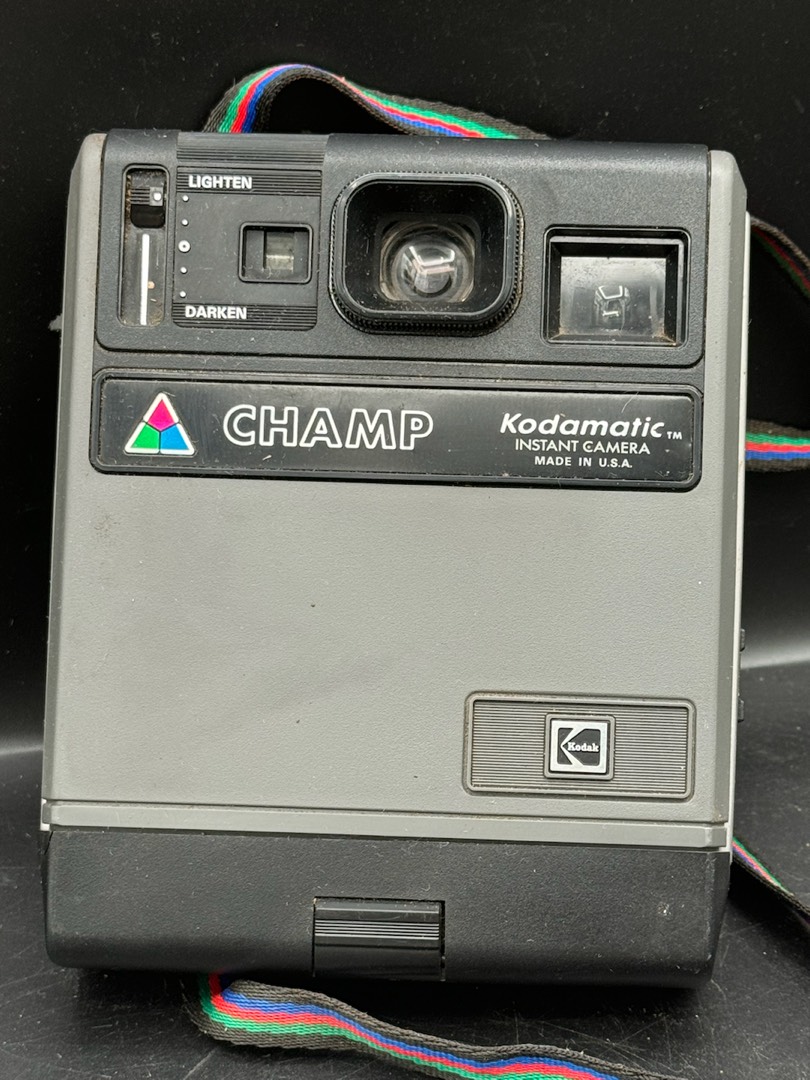 LIGHTEN
DARKEN
CHAMP
Kodamatic™
INSTANT CAMERA
MADE IN U.S.A.
Kodak